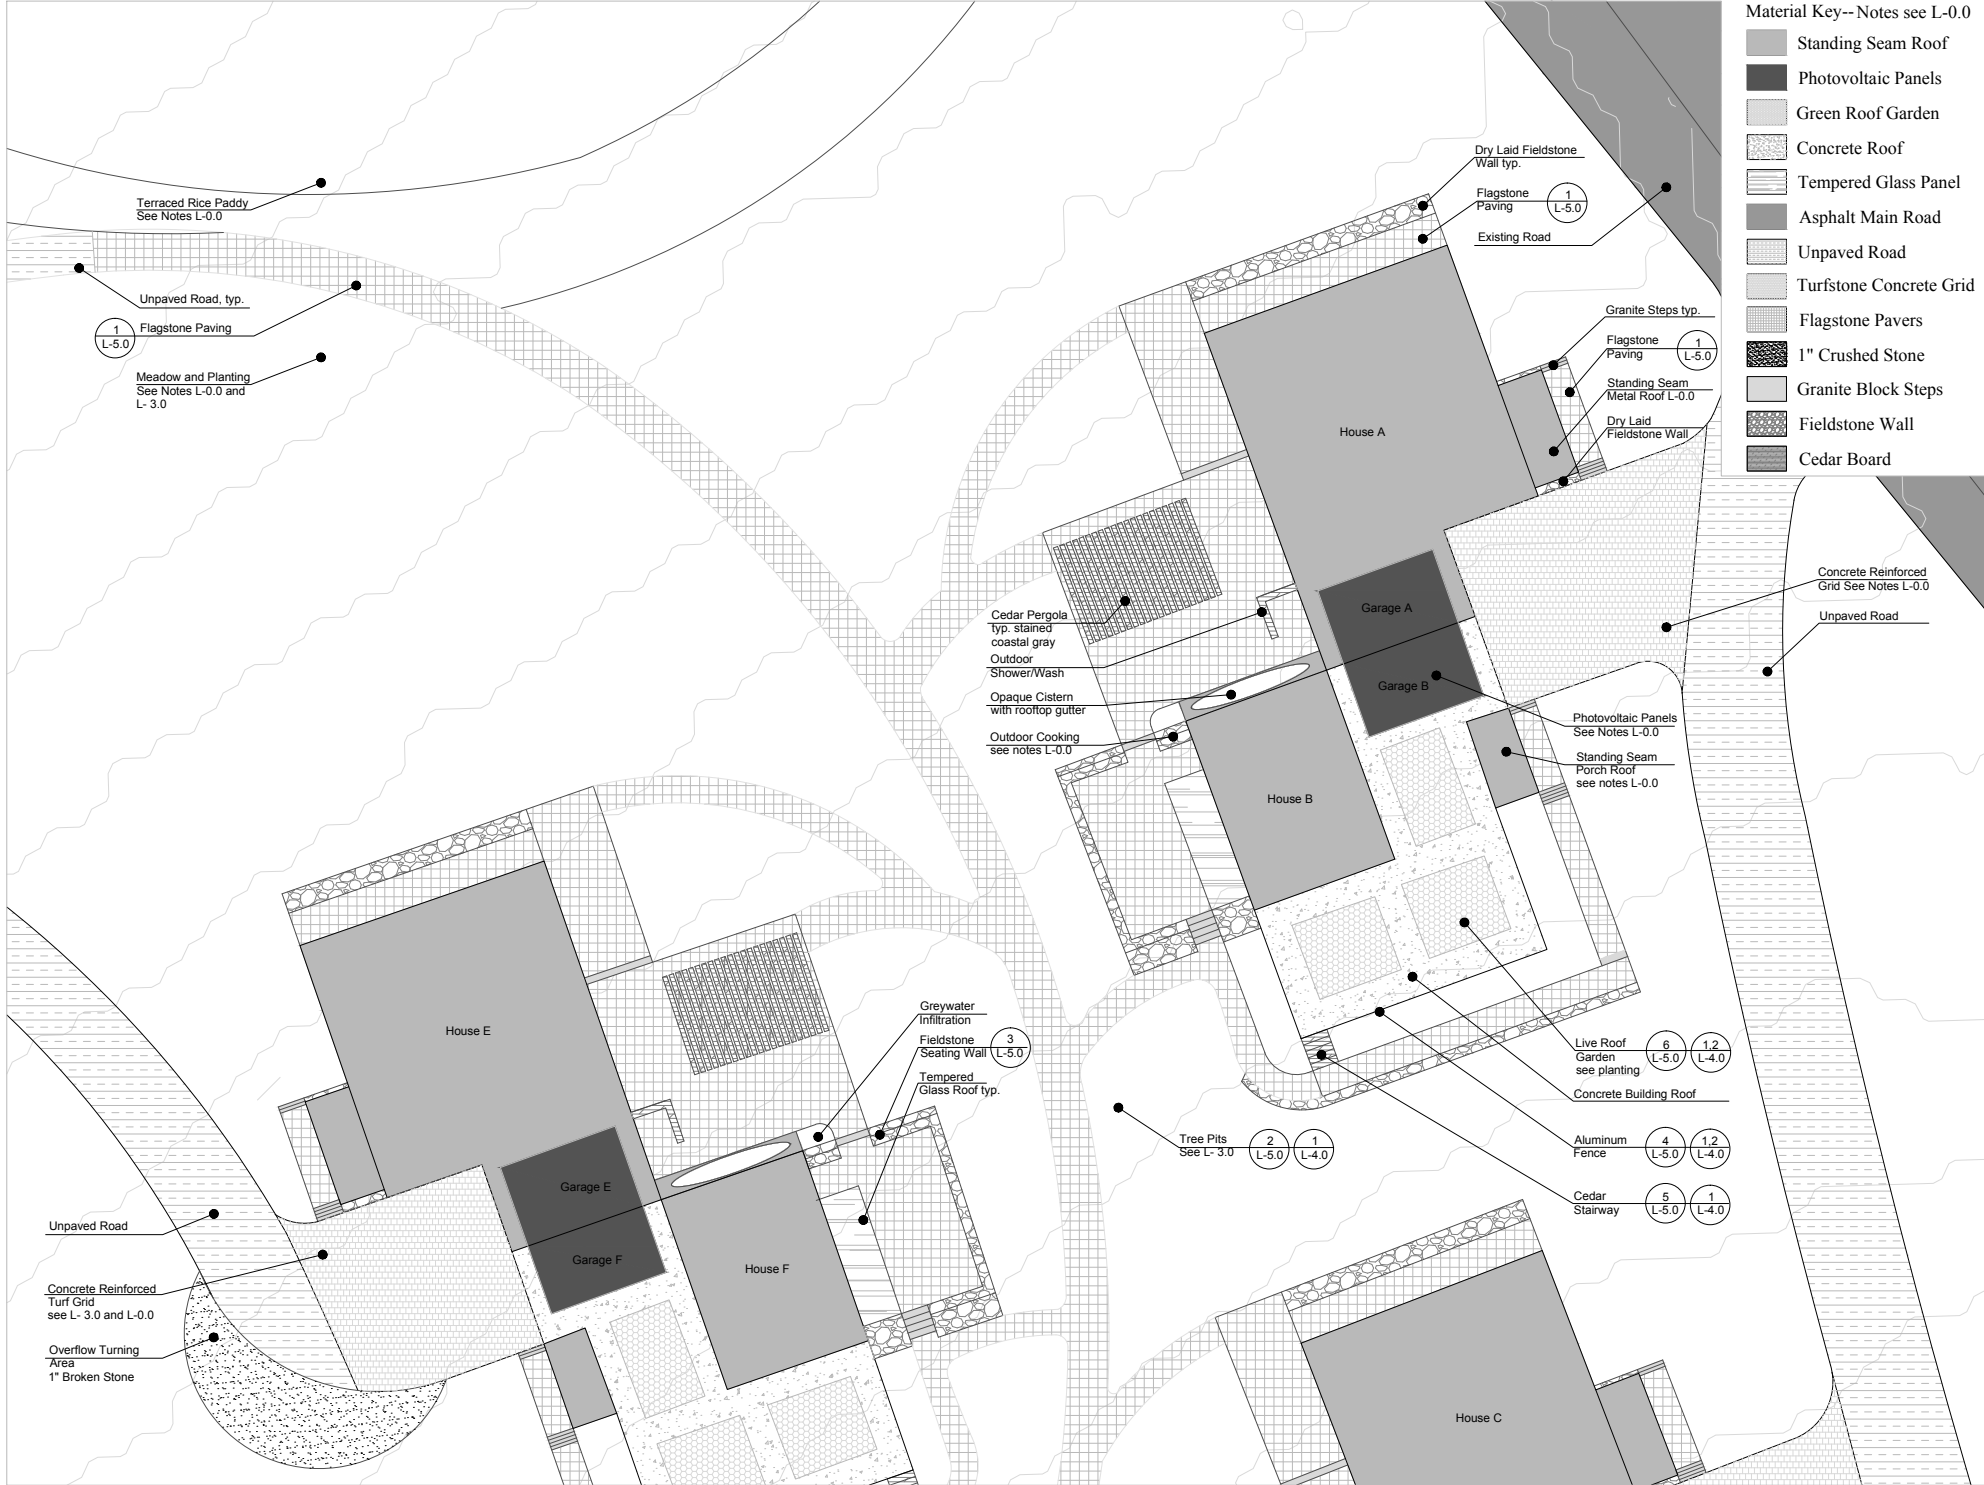 Material Key--Notes see L-0.0
Standing Seam Roof
Photovoltaic Panels
Green Roof Garden
Concrete Roof
Tempered Glass Panel
Asphalt Main Road
Unpaved Road
Turfstone Concrete Grid
Flagstone Pavers
1" Crushed Stone
Granite Block Steps
Fieldstone Wall
Cedar Board
Terraced Rice Paddy
See Notes L-0.0
Unpaved Road, typ.
1
L-5.0
Flagstone Paving
Meadow and Planting
See Notes L-0.0 and
L- 3.0
Dry Laid Fieldstone
Wall typ.
Flagstone
Paving
1
L-5.0
Existing Road
Granite Steps typ.
Flagstone
Paving
1
L-5.0
Standing Seam
Metal Roof L-0.0
Dry Laid
Fieldstone Wall
House A
Concrete Reinforced
Grid See Notes L-0.0
Unpaved Road
Cedar Pergola
typ. stained
coastal gray
Outdoor
Shower/Wash
Opaque Cistern
with rooftop gutter
Outdoor Cooking
see notes L-0.0
Garage A
Garage B
Photovoltaic Panels
See Notes L-0.0
Standing Seam
Porch Roof
see notes L-0.0
House B
House E
Greywater
Infiltration
Fieldstone
Seating Wall
3
L-5.0
Tempered
Glass Roof typ.
Live Roof
Garden
see planting
6
L-5.0
1,2
L-4.0
Concrete Building Roof
Tree Pits
See L- 3.0
2
L-5.0
1
L-4.0
Aluminum
Fence
4
L-5.0
1,2
L-4.0
Cedar
Stairway
5
L-5.0
1
L-4.0
Garage E
Garage F
House F
Unpaved Road
Concrete Reinforced
Turf Grid
see L- 3.0 and L-0.0
Overflow Turning
Area
1" Broken Stone
House C